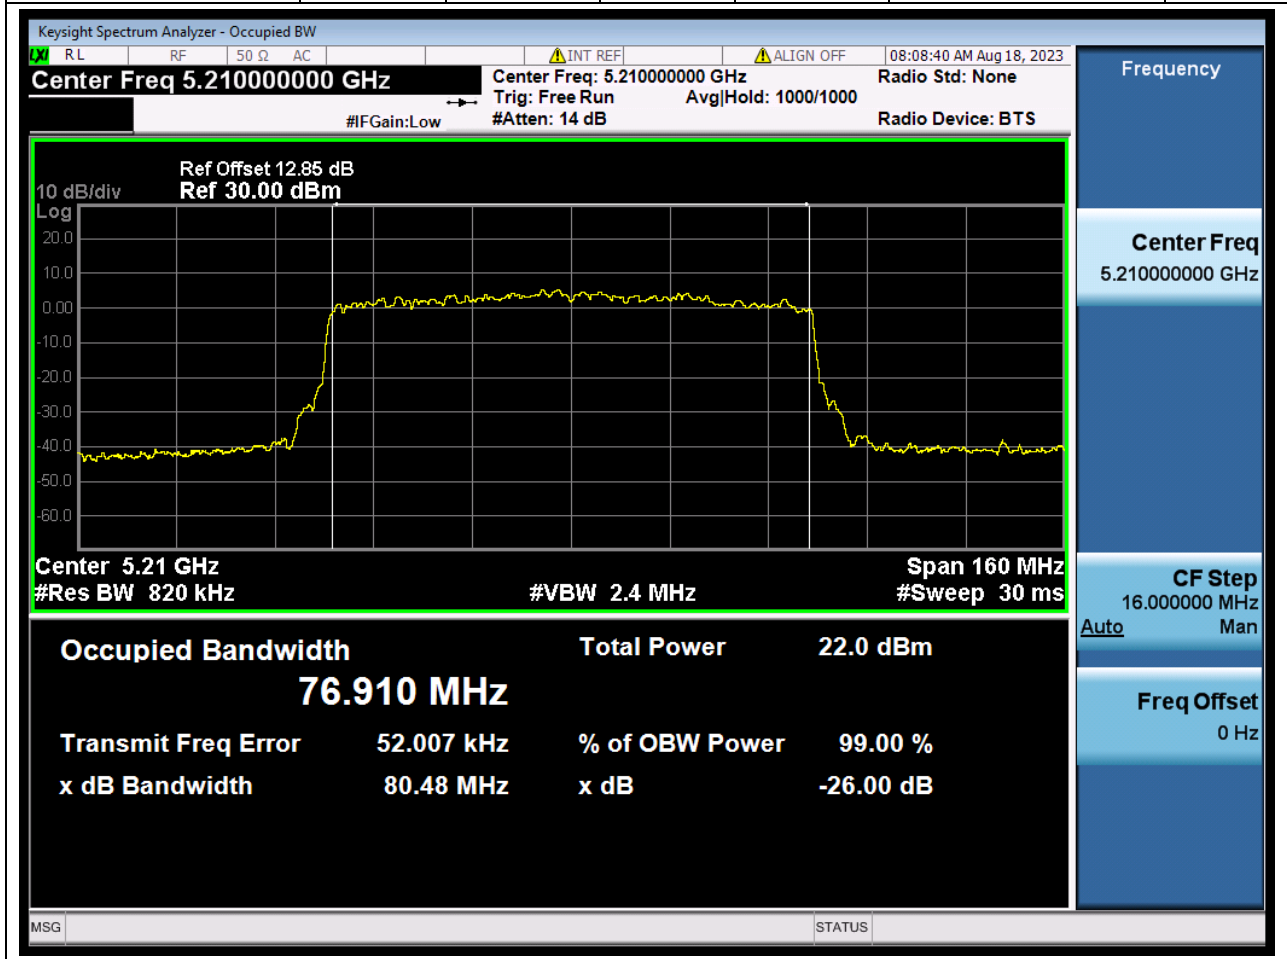 Keysight Spectrum Analyzer - Occupied BW
LXI RL RF 50 Ω AC INT REF ALIGN OFF 08:08:40 AM Aug 18, 2023
Center Freq 5.210000000 GHz
Center Freq: 5.210000000 GHz
Radio Std: None
Trig: Free Run Avg|Hold: 1000/1000
#IFGain:Low
#Atten: 14 dB
Radio Device: BTS
Ref Offset 12.85 dB
10 dB/div Ref 30.00 dBm
Log
20.0
10.0
0.00
-10.0
-20.0
-30.0
-40.0
-50.0
-60.0
Center 5.21 GHz Span 160 MHz
#Res BW 820 kHz #VBW 2.4 MHz #Sweep 30 ms
Occupied Bandwidth Total Power 22.0 dBm
76.910 MHz
Transmit Freq Error 52.007 kHz % of OBW Power 99.00 %
x dB Bandwidth 80.48 MHz x dB -26.00 dB
MSG STATUS
Frequency
Center Freq
5.210000000 GHz
CF Step
16.000000 MHz
Auto Man
Freq Offset
0 Hz